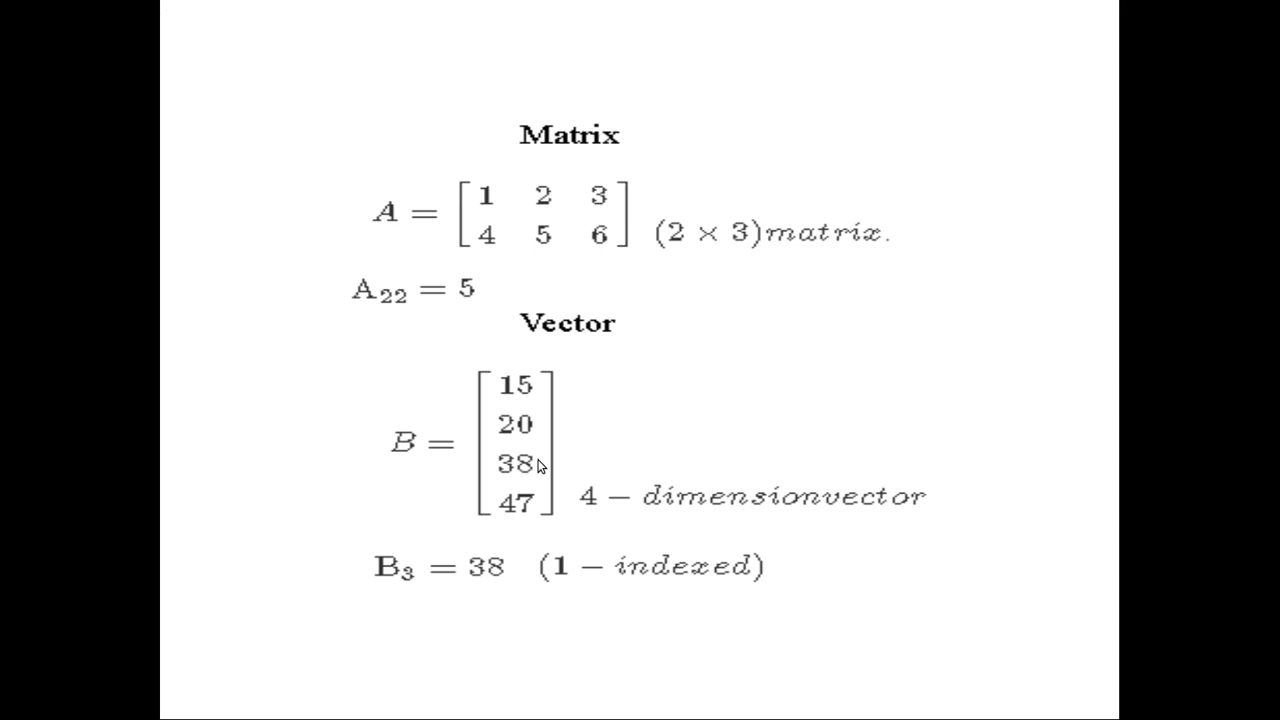 Matrix
A = [ 1 2 3
4 5 6 ] (2 × 3)matrix.
A₂₂ = 5
Vector
B = [ 15
20
38
47 ] 4 − dimensionvector
B₃ = 38 (1 − indexed)